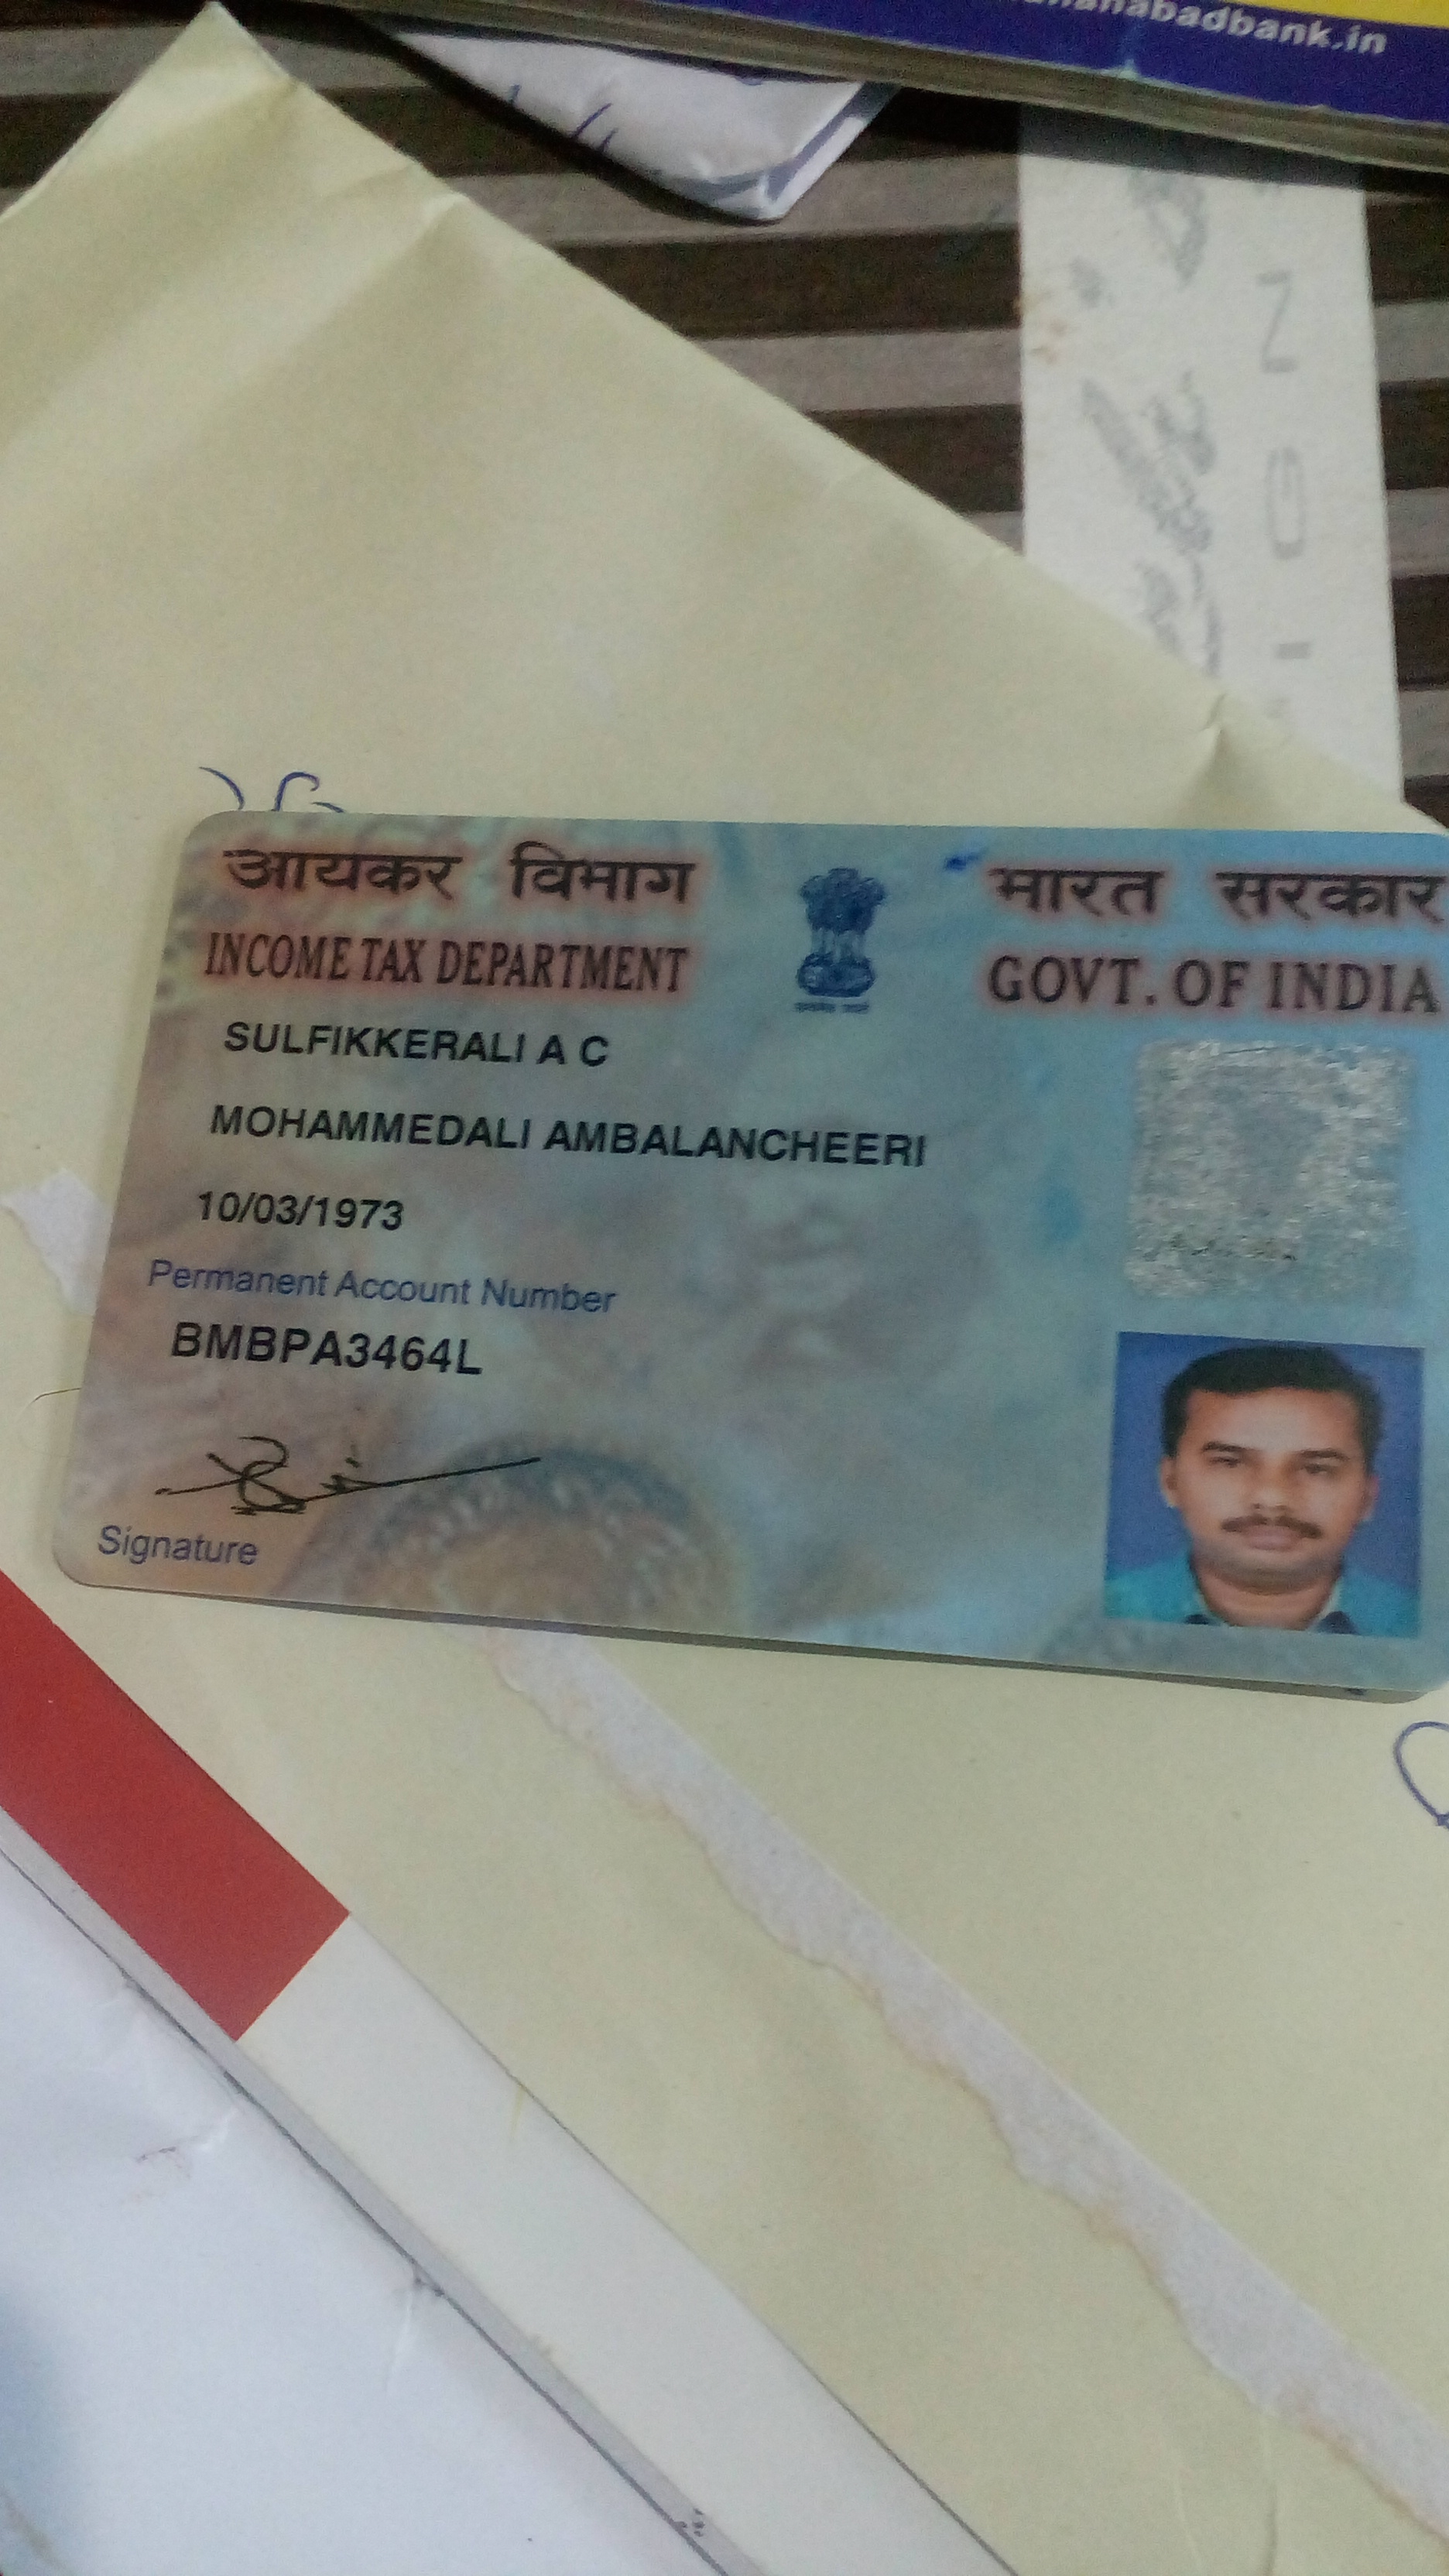 abadbank.in
आयकर विभाग
भारत सरकार
INCOME TAX DEPARTMENT
GOVT. OF INDIA
SULFIKKERALI A C
MOHAMMEDALI AMBALANCHEERI
10/03/1973
Permanent Account Number
BMBPA3464L
Signature